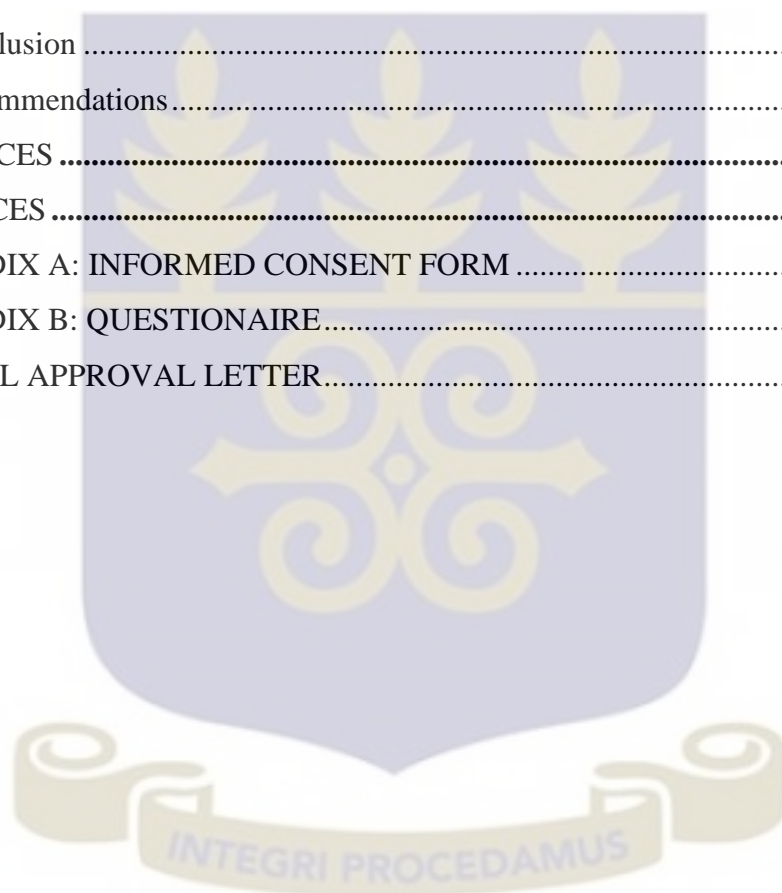 lusion ........................................................................................
mmendations...............................................................................
CES ............................................................................................
CES .............................................................................................
DIX A: INFORMED CONSENT FORM ...................................
DIX B: QUESTIONAIRE...........................................................
L APPROVAL LETTER...........................................................
INTEGRI PROCEDAMUS